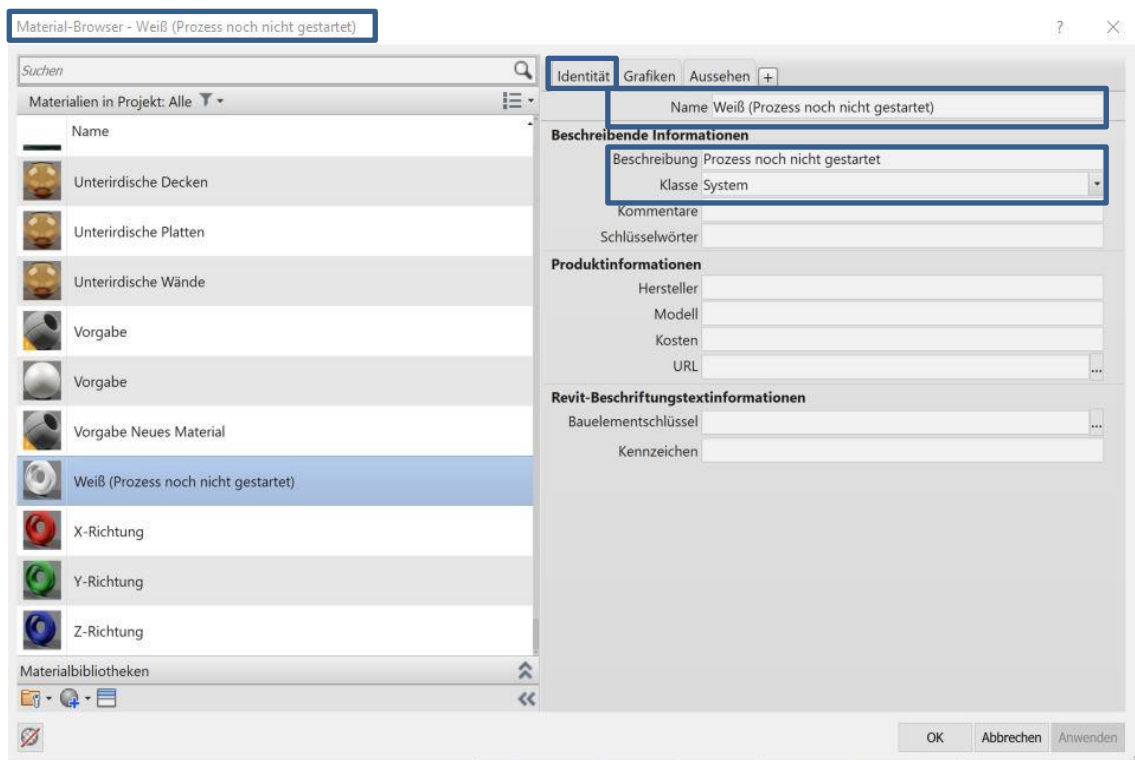 Material-Browser - Weiß (Prozess noch nicht gestartet)
?
Suchen
Materialien in Projekt: Alle
Name
Unterirdische Decken
Unterirdische Platten
Unterirdische Wände
Vorgabe
Vorgabe
Vorgabe Neues Material
Weiß (Prozess noch nicht gestartet)
X-Richtung
Y-Richtung
Z-Richtung
Materialbibliotheken
Identität Grafiken Aussehen +
Name Weiß (Prozess noch nicht gestartet)
Beschreibende Informationen
Beschreibung Prozess noch nicht gestartet
Klasse System
Kommentare
Schlüsselwörter
Produktinformationen
Hersteller
Modell
Kosten
URL ...
Revit-Beschriftungstextinformationen
Bauelementschlüssel ...
Kennzeichen
OK Abbrechen Anwenden